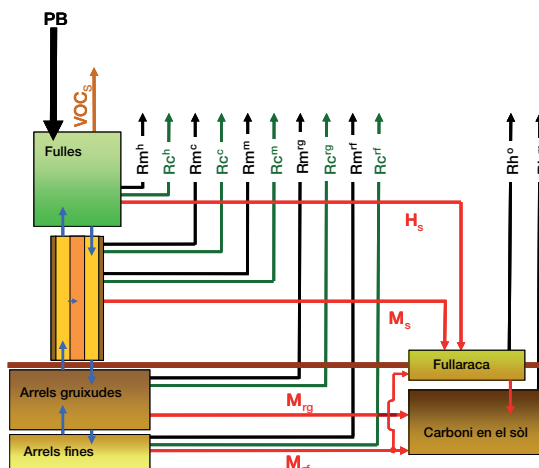 PB
VOCs
Fulles
Rmʰ
Rcʰ
Rmᶜ
Rcᶜ
Rmᵐ
Rcᵐ
Rmʳᵍ
Rcʳᵍ
Rmʳᶠ
Rcʳᶠ
Rhᵒ
Hₛ
Mₛ
Fullaraca
Arrels gruixudes
M_rg
Carboni en el sòl
Arrels fines